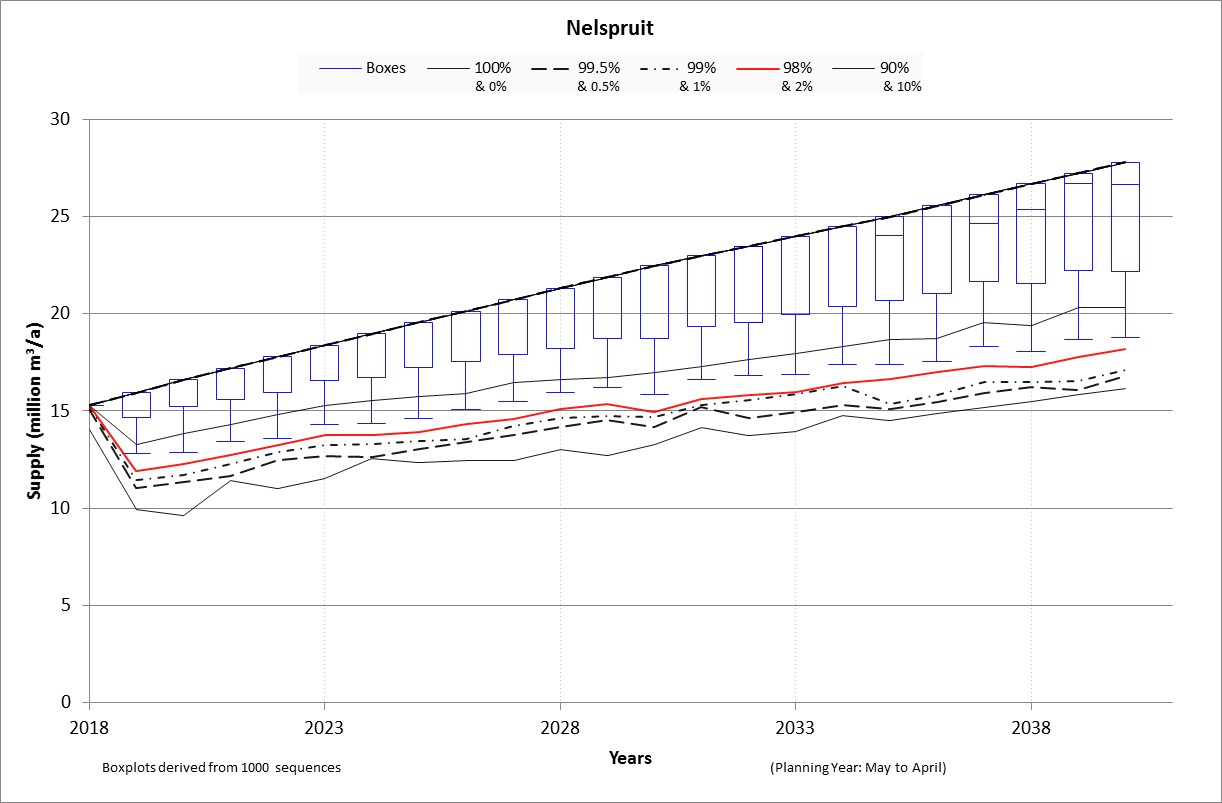 Nelspruit
Boxes 100% 99.5% 99% 98% 90%
& 0% & 0.5% & 1% & 2% & 10%
30
25
20
15
10
5
0
Supply (million m³/a)
2018 2023 2028 2033 2038
Years
Boxplots derived from 1000 sequences (Planning Year: May to April)